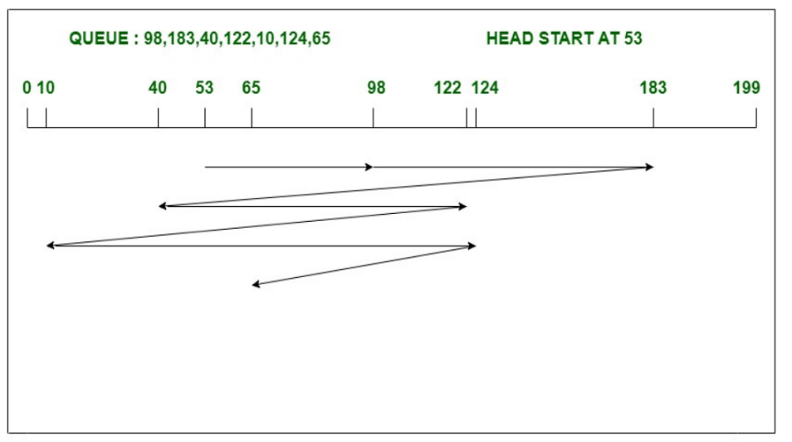 QUEUE : 98,183,40,122,10,124,65
HEAD START AT 53
0 10 40 53 65 98 122 124 183 199